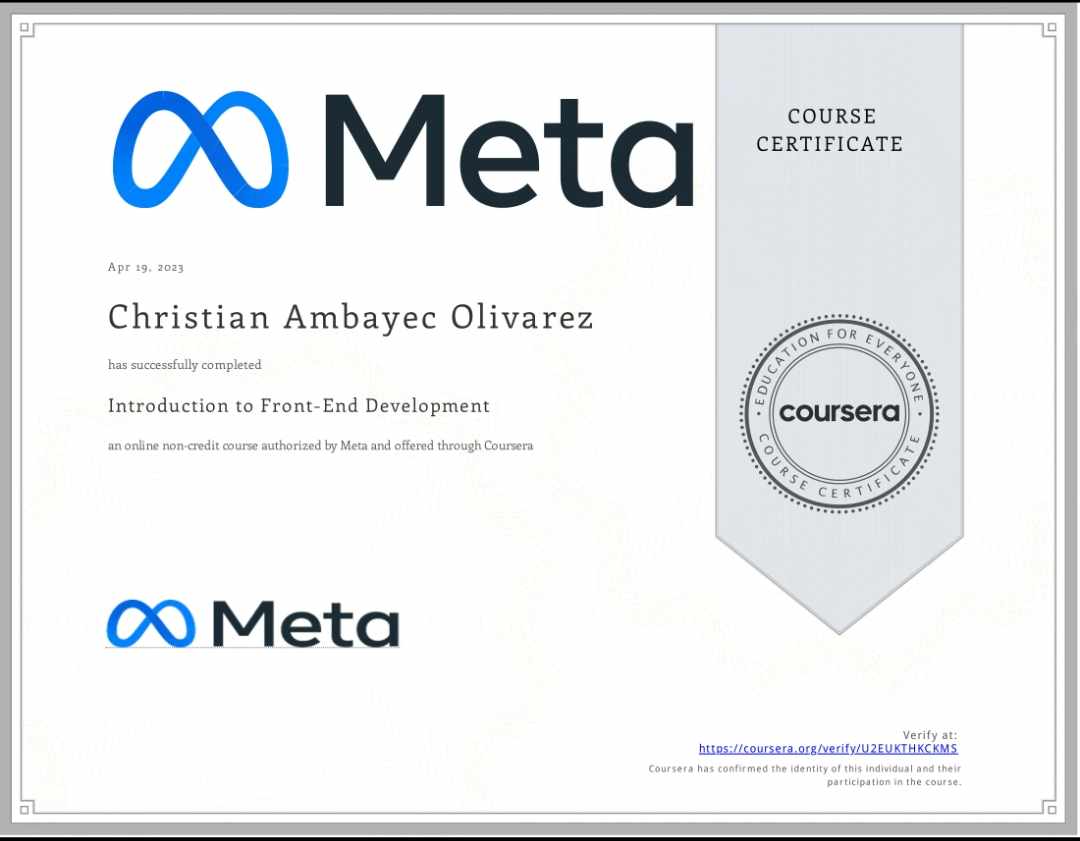 Meta
COURSE
CERTIFICATE
Apr 19, 2023
Christian Ambayec Olivarez
has successfully completed
Introduction to Front-End Development
an online non-credit course authorized by Meta and offered through Coursera
EDUCATION FOR EVERYONE
coursera
COURSE CERTIFICATE
Meta
Verify at:
https://coursera.org/verify/U2EUKTHKCKMS
Coursera has confirmed the identity of this individual and their
participation in the course.